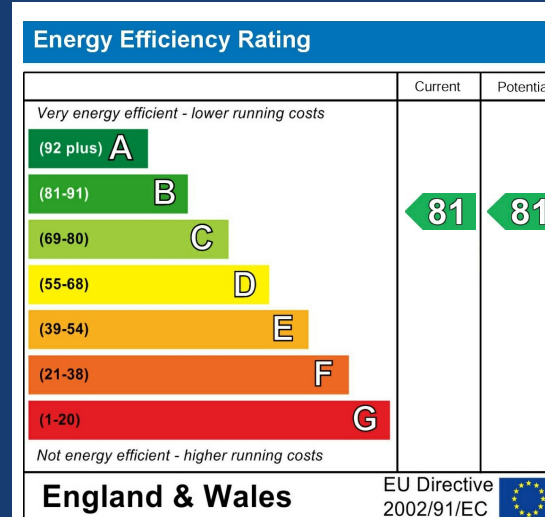 Energy Efficiency Rating
Current Potentia
Very energy efficient - lower running costs
(92 plus) A
(81-91) B
81 81
(69-80) C
(55-68) D
(39-54) E
(21-38) F
(1-20) G
Not energy efficient - higher running costs
England & Wales
EU Directive
2002/91/EC